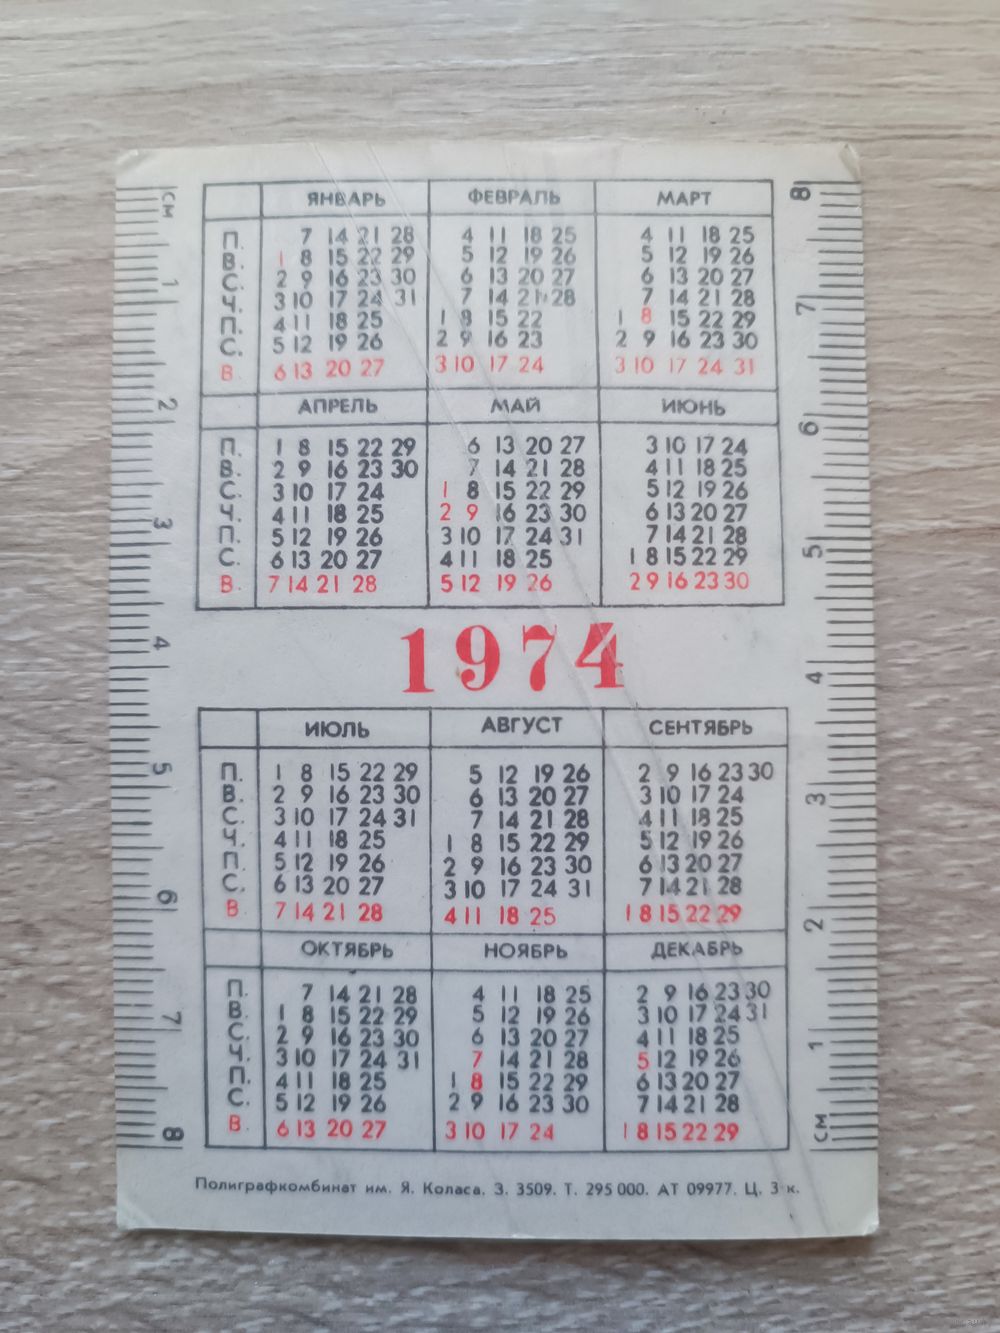 ЯНВАРЬ ФЕВРАЛЬ МАРТ
П. 7 14 21 28 4 11 18 25 4 11 18 25
В. 1 8 15 22 29 5 12 19 26 5 12 19 26
С. 2 9 16 23 30 6 13 20 27 6 13 20 27
Ч. 3 10 17 24 31 7 14 21 28 7 14 21 28
П. 4 11 18 25 1 8 15 22 1 8 15 22 29
С. 5 12 19 26 2 9 16 23 2 9 16 23 30
В. 6 13 20 27 3 10 17 24 3 10 17 24 31
АПРЕЛЬ МАЙ ИЮНЬ
П. 1 8 15 22 29 6 13 20 27 3 10 17 24
В. 2 9 16 23 30 7 14 21 28 4 11 18 25
С. 3 10 17 24 1 8 15 22 29 5 12 19 26
Ч. 4 11 18 25 2 9 16 23 30 6 13 20 27
П. 5 12 19 26 3 10 17 24 31 7 14 21 28
С. 6 13 20 27 4 11 18 25 1 8 15 22 29
В. 7 14 21 28 5 12 19 26 2 9 16 23 30
1974
ИЮЛЬ АВГУСТ СЕНТЯБРЬ
П. 1 8 15 22 29 5 12 19 26 2 9 16 23 30
В. 2 9 16 23 30 6 13 20 27 3 10 17 24
С. 3 10 17 24 31 7 14 21 28 4 11 18 25
Ч. 4 11 18 25 1 8 15 22 29 5 12 19 26
П. 5 12 19 26 2 9 16 23 30 6 13 20 27
С. 6 13 20 27 3 10 17 24 31 7 14 21 28
В. 7 14 21 28 4 11 18 25 1 8 15 22 29
ОКТЯБРЬ НОЯБРЬ ДЕКАБРЬ
П. 7 14 21 28 4 11 18 25 2 9 16 23 30
В. 1 8 15 22 29 5 12 19 26 3 10 17 24 31
С. 2 9 16 23 30 6 13 20 27 4 11 18 25
Ч. 3 10 17 24 31 7 14 21 28 5 12 19 26
П. 4 11 18 25 1 8 15 22 29 6 13 20 27
С. 5 12 19 26 2 9 16 23 30 7 14 21 28
В. 6 13 20 27 3 10 17 24 1 8 15 22 29
Полиграфкомбинат им. Я. Коласа. З. 3509. Т. 295 000. АТ 09977. Ц. 3 к.
см 1 2 3 4 5 6 7 8
см 1 2 3 4 5 6 7 8